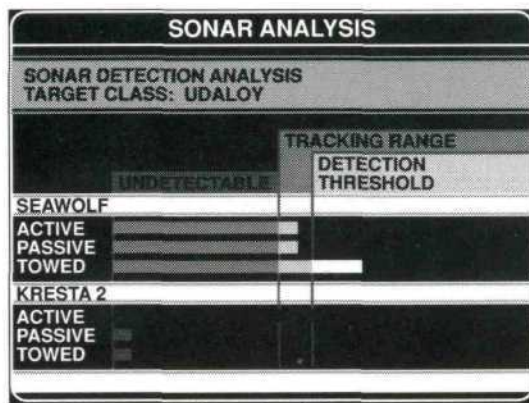 SONAR ANALYSIS
SONAR DETECTION ANALYSIS
TARGET CLASS: UDALOY
TRACKING RANGE
DETECTION
THRESHOLD
UNDETECTABLE
SEAWOLF
ACTIVE
PASSIVE
TOWED
KRESTA 2
ACTIVE
PASSIVE
TOWED